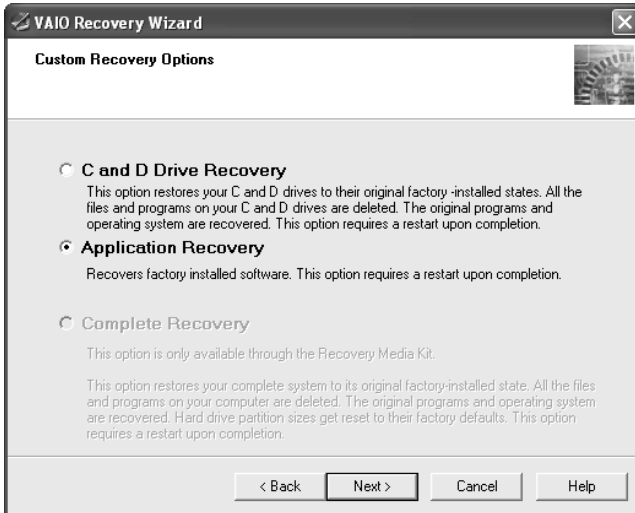 VAIO Recovery Wizard
Custom Recovery Options
C and D Drive Recovery
This option restores your C and D drives to their original factory -installed states. All the
files and programs on your C and D drives are deleted. The original programs and
operating system are recovered. This option requires a restart upon completion.
Application Recovery
Recovers factory installed software. This option requires a restart upon completion.
Complete Recovery
This option is only available through the Recovery Media Kit.
This option restores your complete system to its original factory-installed state. All the files
and programs on your computer are deleted. The original programs and operating system
are recovered. Hard drive partition sizes get reset to their factory defaults. This option
requires a restart upon completion.
< Back Next > Cancel Help